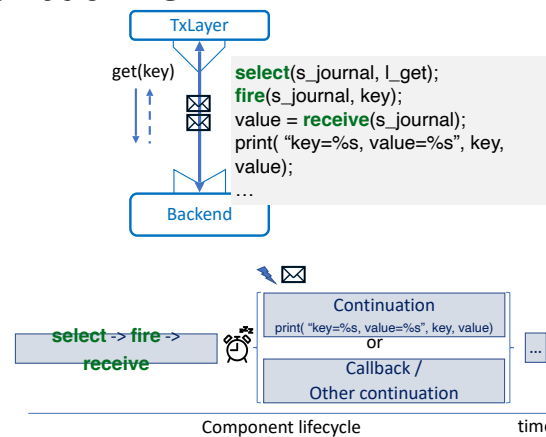 TxLayer
get(key)
select(s_journal, l_get);
fire(s_journal, key);
value = receive(s_journal);
print( “key=%s, value=%s”, key,
value);
…
Backend
select -> fire ->
receive
Continuation
print( “key=%s, value=%s”, key, value)
or
Callback /
Other continuation
...
Component lifecycle
time